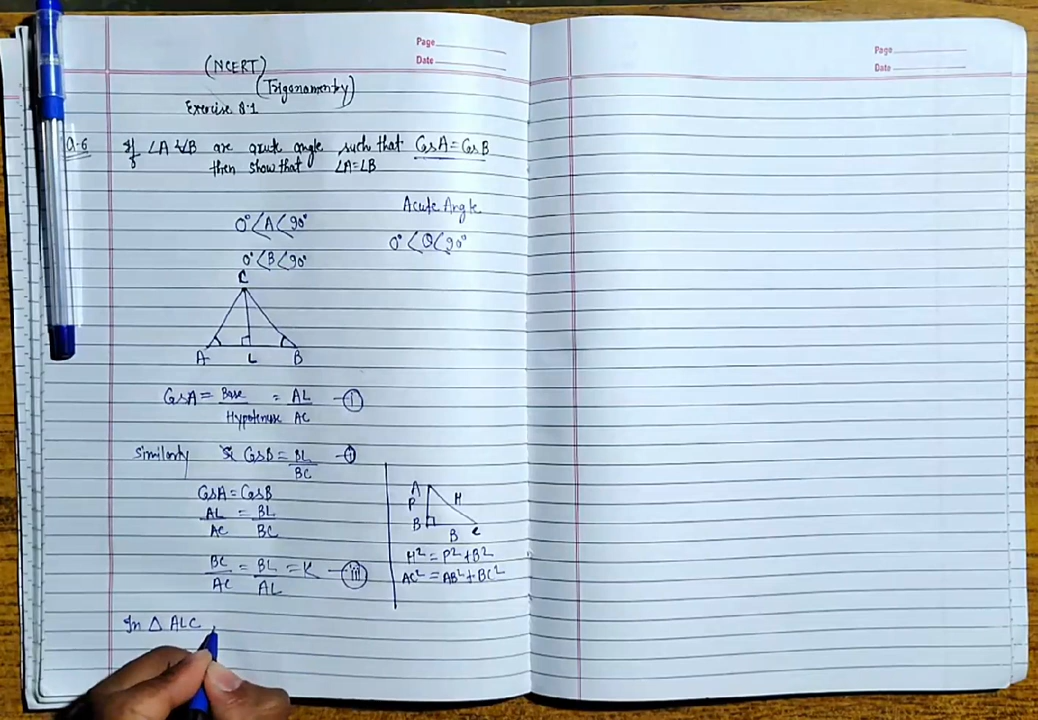 Page
Date
Page
Date
(NCERT)
(Trigonomentry)
Exercise 8.1
Q.6 If ∠A & ∠B are acute angle such that CosA = CosB
then show that ∠A=∠B
Acute Angle
0° < A < 90°
0° < θ < 90°
0° < B < 90°
C
A L B
CosA = Base/Hypotenuse = AL/AC — (i)
Similarly CosB = BL/BC
CosA = CosB
AL/AC = BL/BC
BC/AC = BL/AL = K — (iii)
A
P H
B
B C
H² = P² + B²
AC² = AB² + BC²
In △ ALC,